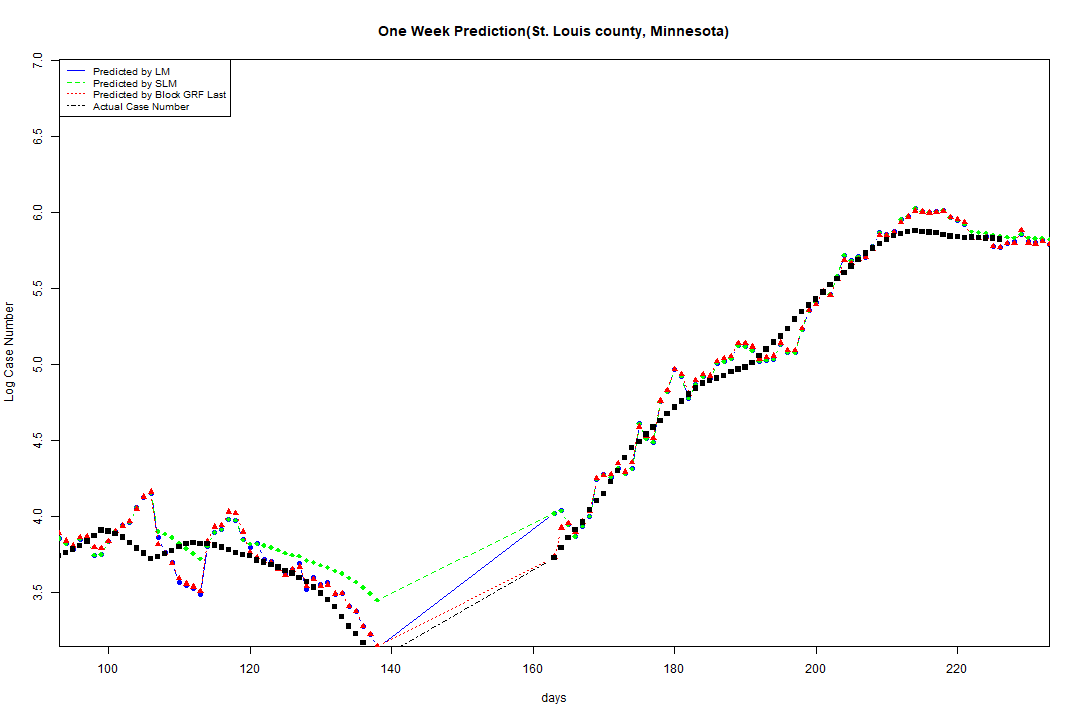 One Week Prediction(St. Louis county, Minnesota)
Predicted by LM
Predicted by SLM
Predicted by Block GRF Last
Actual Case Number
Log Case Number
7.0
6.5
6.0
5.5
5.0
4.5
4.0
3.5
100 120 140 160 180 200 220
days